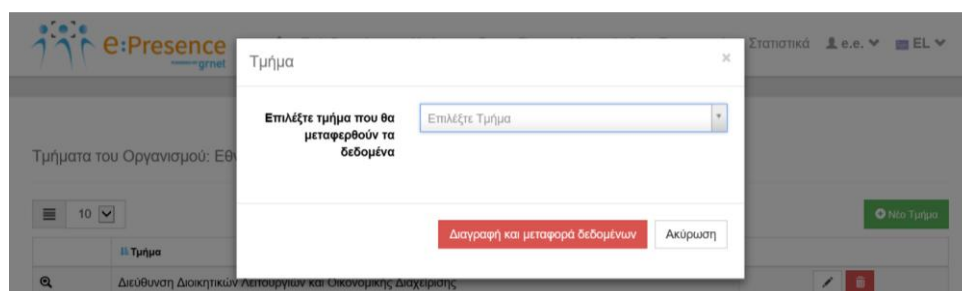 e:Presence
grnet
Στατιστικά e.e. EL
Τμήμα ×
Επιλέξτε τμήμα που θα
μεταφερθούν τα
δεδομένα
Επιλέξτε Τμήμα
Τμήματα του Οργανισμού:
10
Νέο Τμήμα
Διαγραφή και μεταφορά δεδομένων Ακύρωση
Τμήμα
Διεύθυνση Διοικητικών Λειτουργιών και Οικονομικής Διαχείρισης